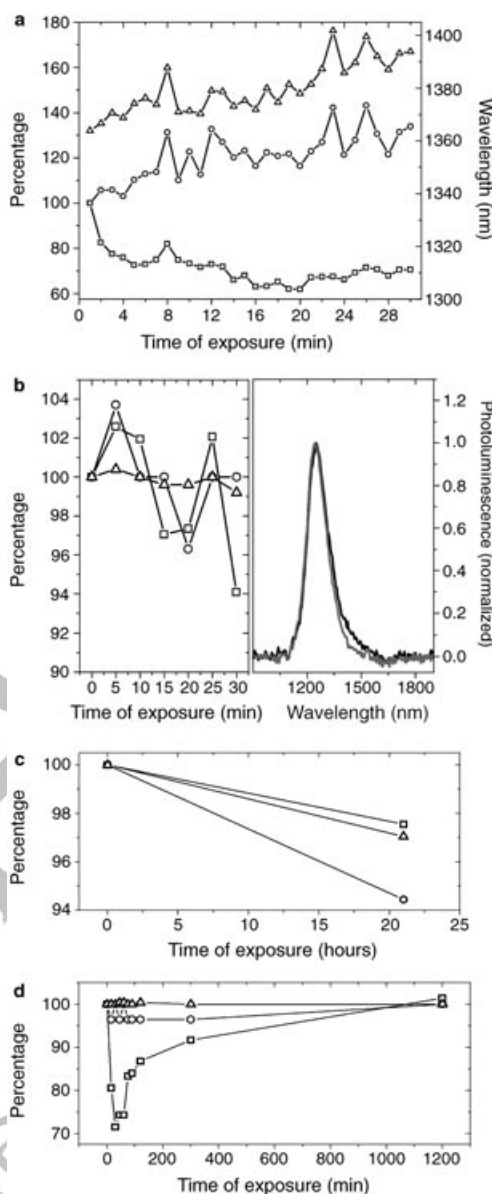 a
180
160
140
120
100
80
60
Percentage
1400
1380
1360
1340
1320
1300
Wavelength (nm)
0 4 8 12 16 20 24 28
Time of exposure (min)
b
104
102
100
98
96
94
92
90
Percentage
0 5 10 15 20 25 30
Time of exposure (min)
1.2
1.0
0.8
0.6
0.4
0.2
0.0
Photoluminescence (normalized)
1200 1500 1800
Wavelength (nm)
c
100
98
96
94
Percentage
0 5 10 15 20 25
Time of exposure (hours)
d
100
90
80
70
Percentage
0 200 400 600 800 1000 1200
Time of exposure (min)